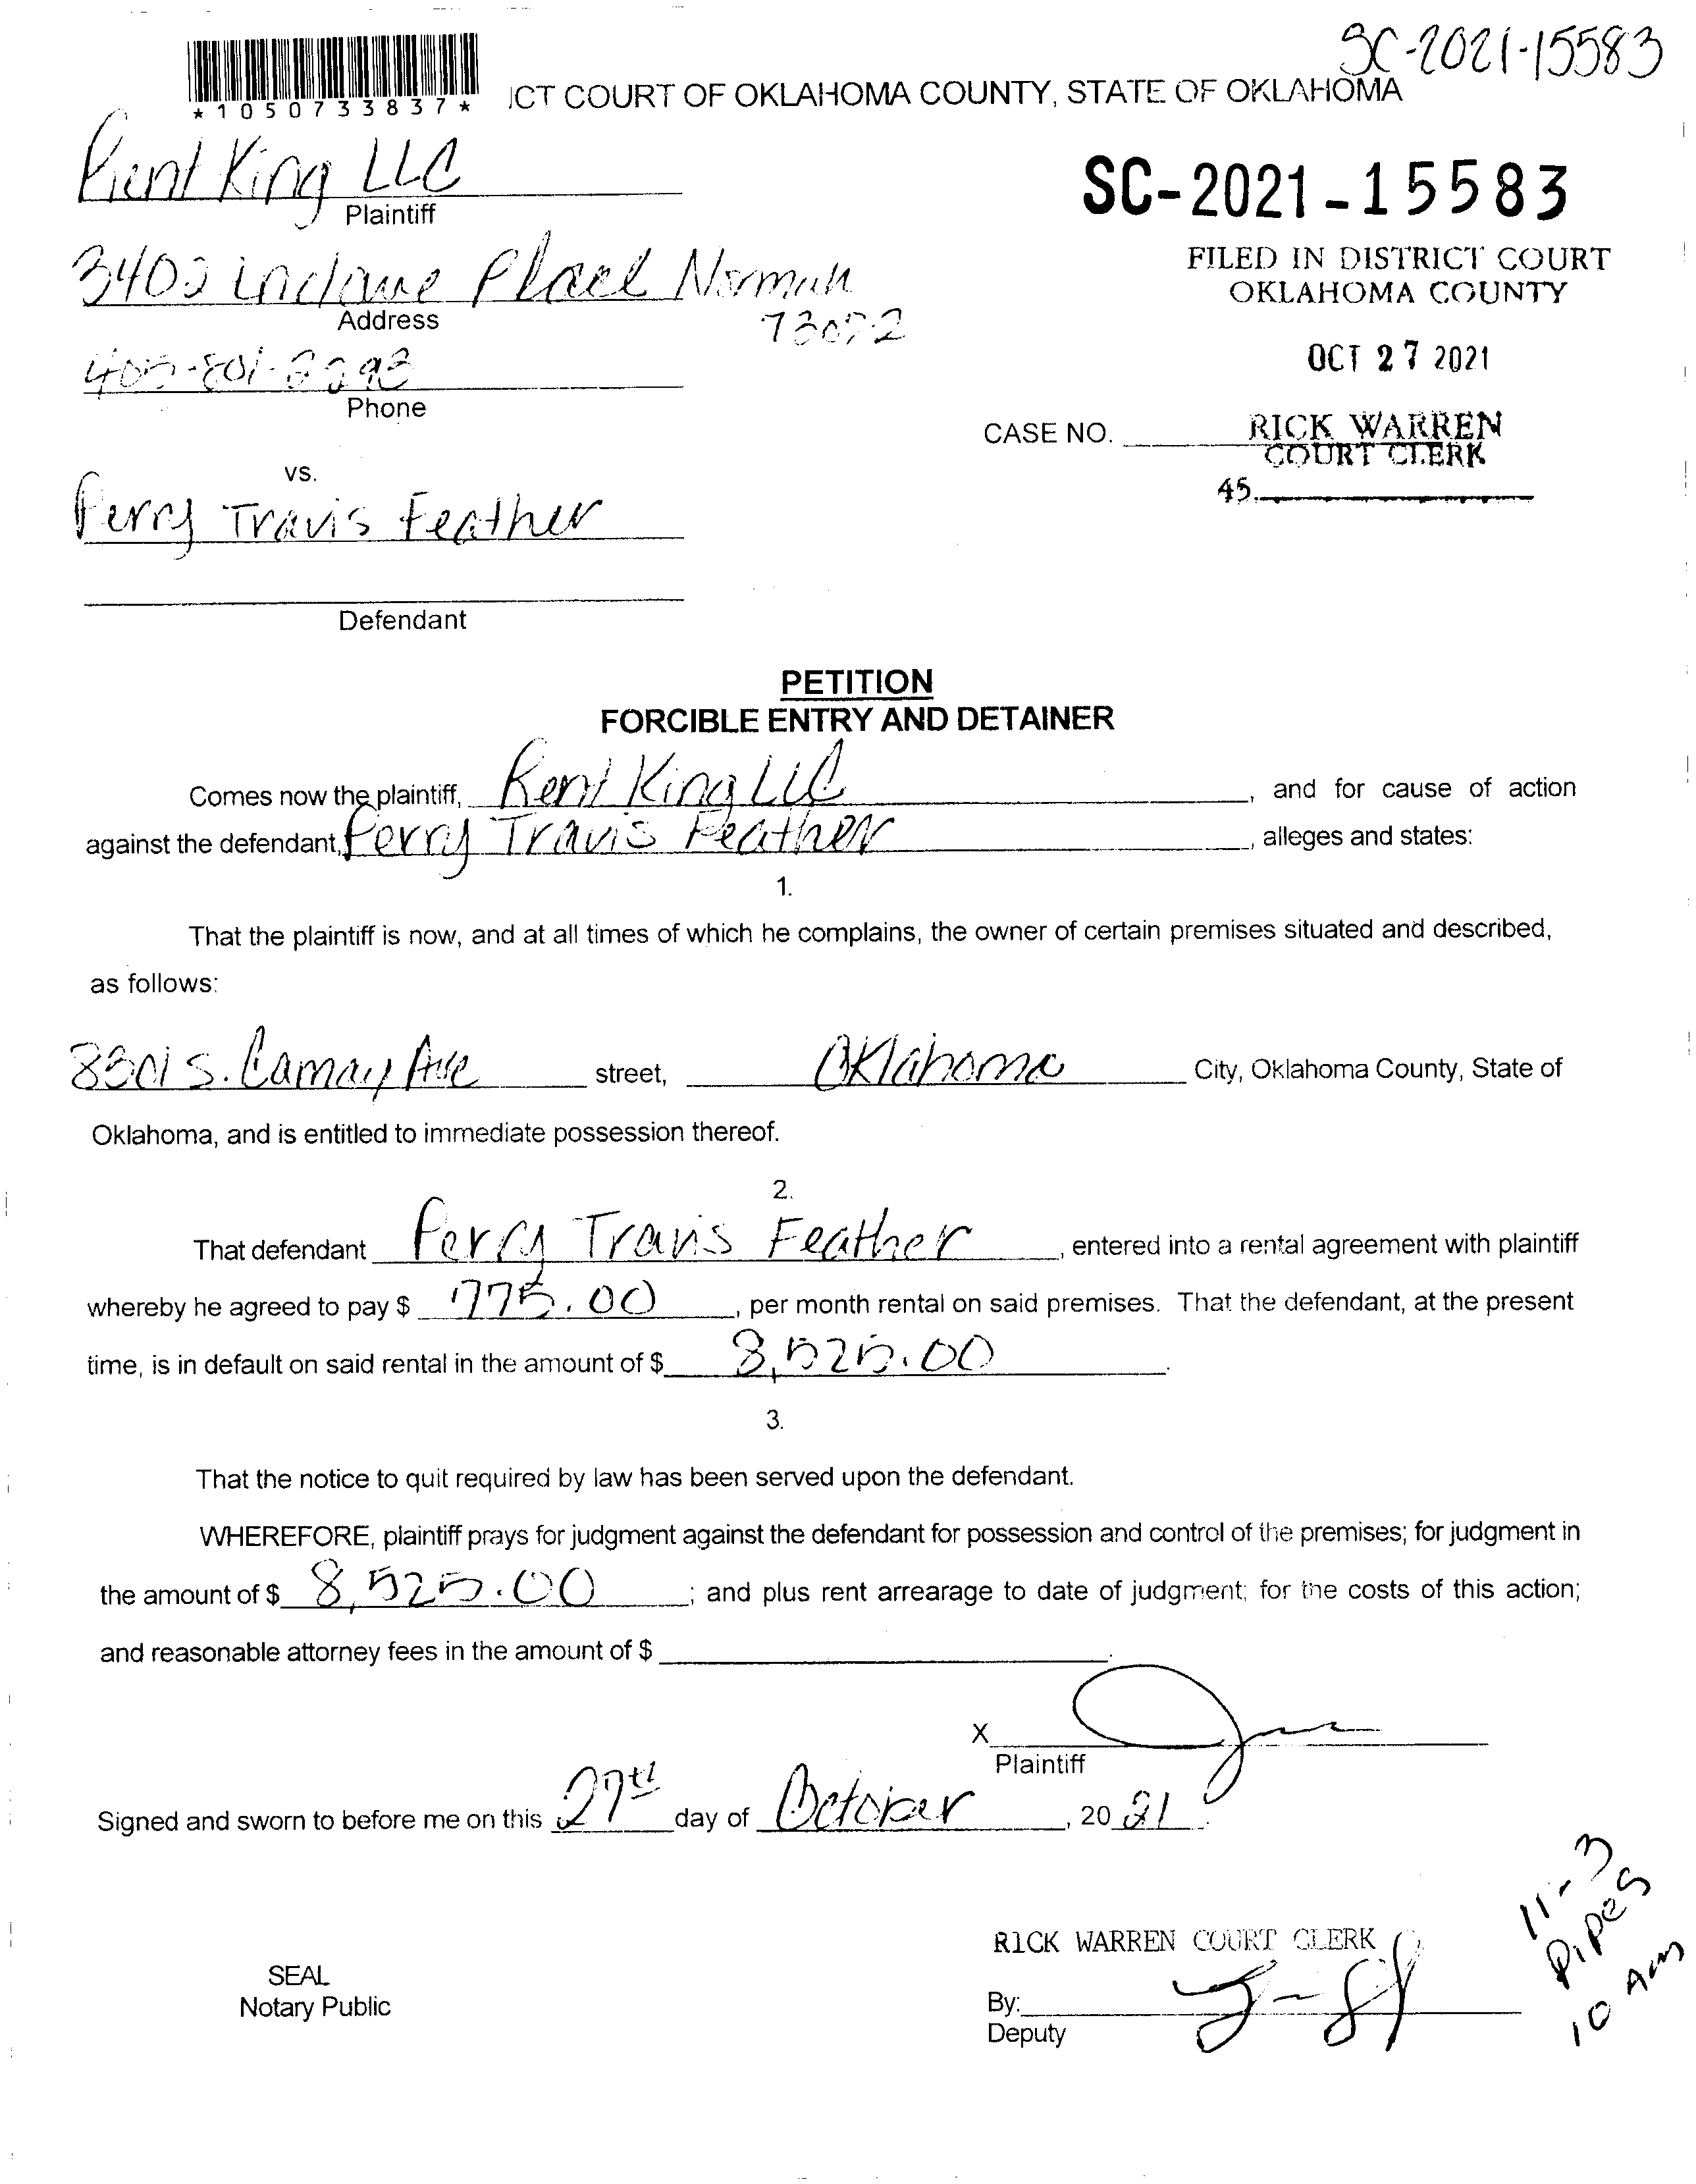 SC-2021-15583
*1050733837*
ICT COURT OF OKLAHOMA COUNTY, STATE OF OKLAHOMA
Rent King LLC
Plaintiff
SC-2021-15583
FILED IN DISTRICT COURT
OKLAHOMA COUNTY
3402 Place Norman
Address
73072
OCT 27 2021
405-801-2293
Phone
CASE NO.
RICK WARREN
COURT CLERK
45
vs.
Perry Travis Feather
Defendant
PETITION
FORCIBLE ENTRY AND DETAINER
Comes now the plaintiff, Rent King LLC, and for cause of action
against the defendant, Perry Travis Feather, alleges and states:
1.
That the plaintiff is now, and at all times of which he complains, the owner of certain premises situated and described,
as follows:
8301 S. Camay Ave street, Oklahoma City, Oklahoma County, State of
Oklahoma, and is entitled to immediate possession thereof.
2.
That defendant Perry Travis Feather, entered into a rental agreement with plaintiff
whereby he agreed to pay $ 775.00, per month rental on said premises. That the defendant, at the present
time, is in default on said rental in the amount of $ 8,525.00.
3.
That the notice to quit required by law has been served upon the defendant.
WHEREFORE, plaintiff prays for judgment against the defendant for possession and control of the premises; for judgment in
the amount of $ 8,525.00; and plus rent arrearage to date of judgment; for the costs of this action;
and reasonable attorney fees in the amount of $
X
Plaintiff
Signed and sworn to before me on this 27th day of October, 20 21.
11-3
Pipes
10 Am
RICK WARREN COURT CLERK
SEAL
Notary Public
By:
Deputy